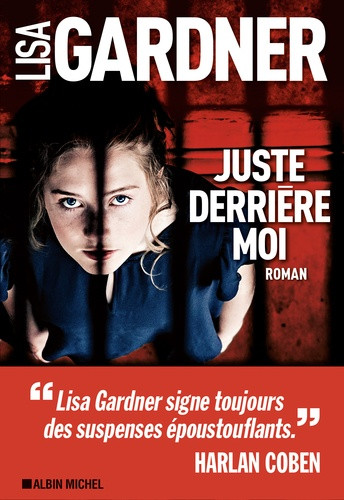 LISA GARDNER
JUSTE
DERRIÈRE
MOI
ROMAN
“Lisa Gardner signe toujours
des suspenses époustouflants.”
HARLAN COBEN
ALBIN MICHEL